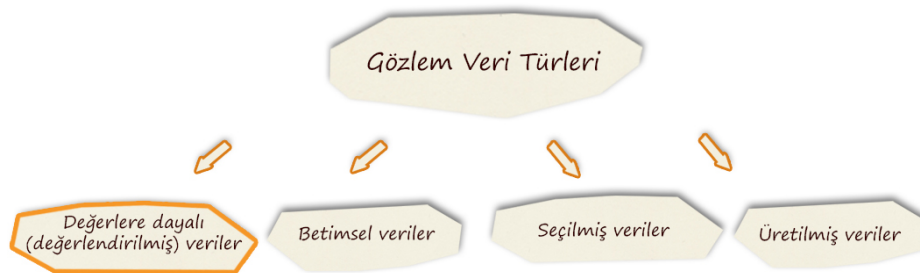 Gözlem Veri Türleri
Değerlere dayalı
(değerlendirilmiş) veriler
Betimsel veriler
Seçilmiş veriler
Üretilmiş veriler